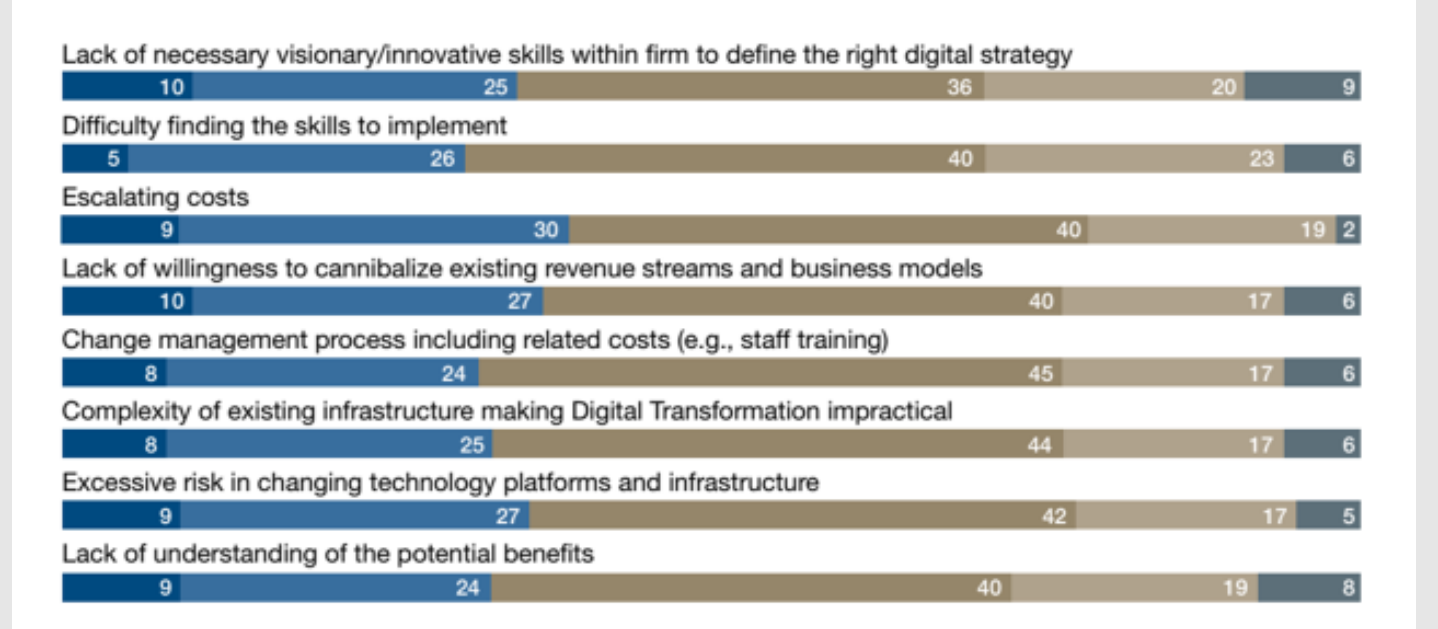 Lack of necessary visionary/innovative skills within firm to define the right digital strategy
10 25 36 20 9
Difficulty finding the skills to implement
5 26 40 23 6
Escalating costs
9 30 40 19 2
Lack of willingness to cannibalize existing revenue streams and business models
10 27 40 17 6
Change management process including related costs (e.g., staff training)
8 24 45 17 6
Complexity of existing infrastructure making Digital Transformation impractical
8 25 44 17 6
Excessive risk in changing technology platforms and infrastructure
9 27 42 17 5
Lack of understanding of the potential benefits
9 24 40 19 8